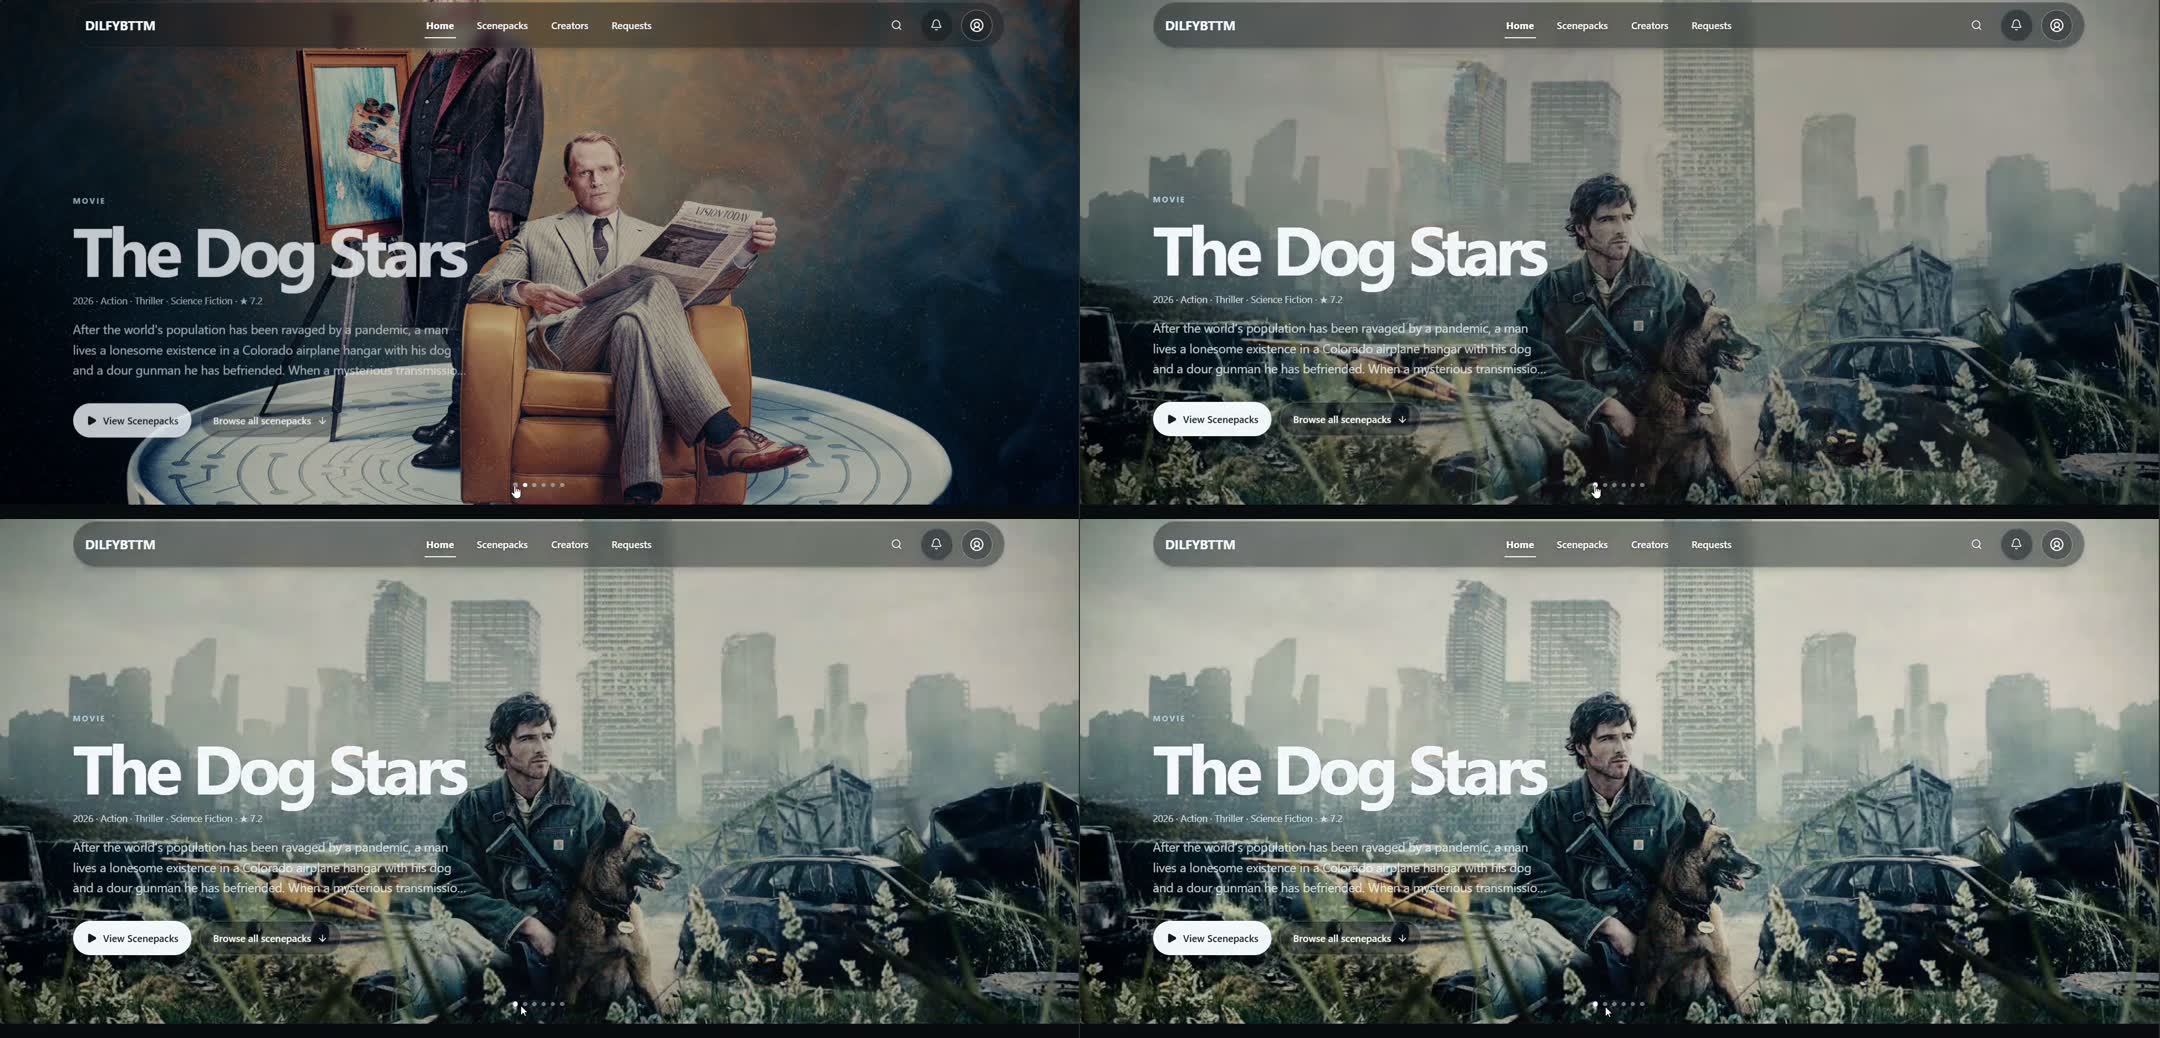 DILFYBTTM Home Scenepacks Creators Requests
VISION TODAY
MOVIE
The Dog Stars
2026 · Action · Thriller · Science Fiction · ★ 7.2
After the world's population has been ravaged by a pandemic, a man
lives a lonesome existence in a Colorado airplane hangar with his dog
and a dour gunman he has befriended. When a mysterious transmissio...
View Scenepacks Browse all scenepacks ↓
DILFYBTTM Home Scenepacks Creators Requests
MOVIE
The Dog Stars
2026 · Action · Thriller · Science Fiction · ★ 7.2
After the world's population has been ravaged by a pandemic, a man
lives a lonesome existence in a Colorado airplane hangar with his dog
and a dour gunman he has befriended. When a mysterious transmissio...
View Scenepacks Browse all scenepacks ↓
DILFYBTTM Home Scenepacks Creators Requests
MOVIE
The Dog Stars
2026 · Action · Thriller · Science Fiction · ★ 7.2
After the world's population has been ravaged by a pandemic, a man
lives a lonesome existence in a Colorado airplane hangar with his dog
and a dour gunman he has befriended. When a mysterious transmissio...
View Scenepacks Browse all scenepacks ↓
DILFYBTTM Home Scenepacks Creators Requests
MOVIE
The Dog Stars
2026 · Action · Thriller · Science Fiction · ★ 7.2
After the world's population has been ravaged by a pandemic, a man
lives a lonesome existence in a Colorado airplane hangar with his dog
and a dour gunman he has befriended. When a mysterious transmissio...
View Scenepacks Browse all scenepacks ↓